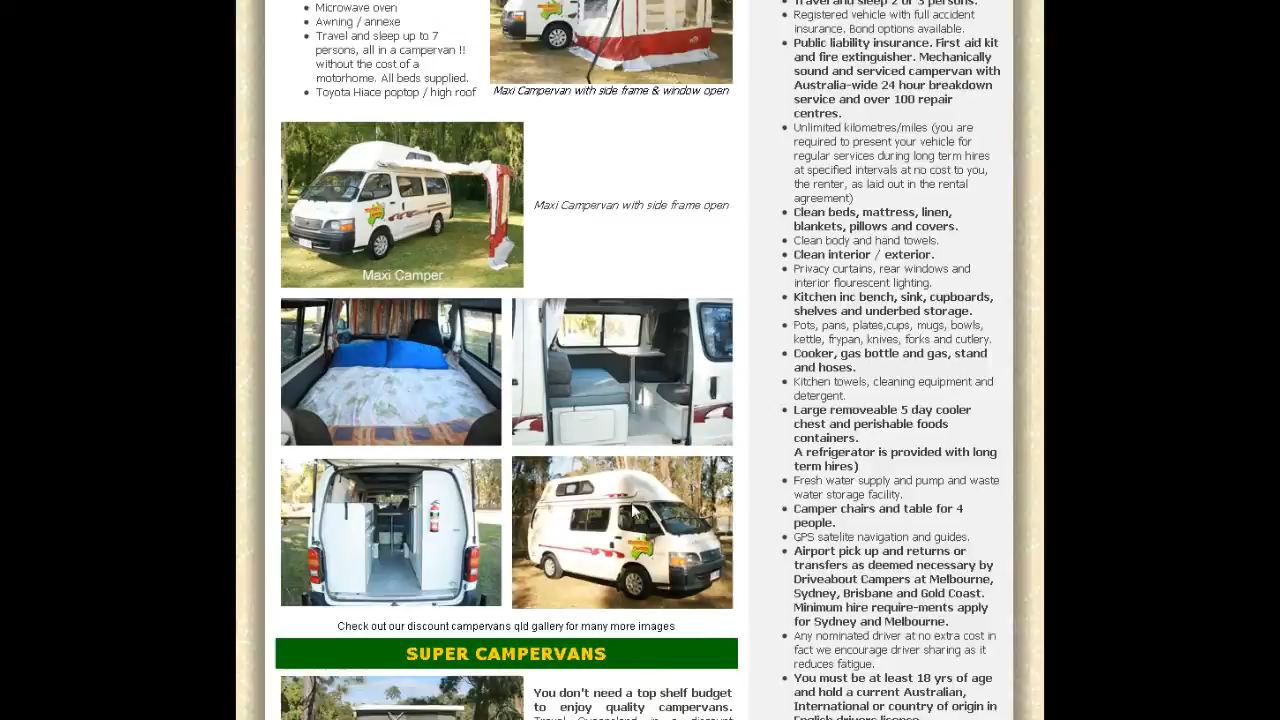 Microwave oven
Awning / annexe
Travel and sleep up to 7
persons, all in a campervan !!
without the cost of a
motorhome. All beds supplied.
Toyota Hiace poptop / high roof
Maxi Campervan with side frame & window open
Maxi Camper
Maxi Campervan with side frame open
Check out our discount campervans qld gallery for many more images
SUPER CAMPERVANS
You don't need a top shelf budget
to enjoy quality campervans.
Travel Queensland in a discount
Travel and sleep 2 or 3 persons.
Registered vehicle with full accident
insurance. Bond options available.
Public liability insurance. First aid kit
and fire extinguisher. Mechanically
sound and serviced campervan with
Australia-wide 24 hour breakdown
service and over 100 repair
centres.
Unlimited kilometres/miles (you are
required to present your vehicle for
regular services during long term hires
at specified intervals at no cost to you,
the renter, as laid out in the rental
agreement)
Clean beds, mattress, linen,
blankets, pillows and covers.
Clean body and hand towels.
Clean interior / exterior.
Privacy curtains, rear windows and
interior flourescent lighting.
Kitchen inc bench, sink, cupboards,
shelves and underbed storage.
Pots, pans, plates,cups, mugs, bowls,
kettle, frypan, knives, forks and cutlery.
Cooker, gas bottle and gas, stand
and hoses.
Kitchen towels, cleaning equipment and
detergent.
Large removeable 5 day cooler
chest and perishable foods
containers.
A refrigerator is provided with long
term hires)
Fresh water supply and pump and waste
water storage facility.
Camper chairs and table for 4
people.
GPS satelite navigation and guides.
Airport pick up and returns or
transfers as deemed necessary by
Driveabout Campers at Melbourne,
Sydney, Brisbane and Gold Coast.
Minimum hire require-ments apply
for Sydney and Melbourne.
Any nominated driver at no extra cost in
fact we encourage driver sharing as it
reduces fatigue.
You must be at least 18 yrs of age
and hold a current Australian,
International or country of origin in
English drivers licence